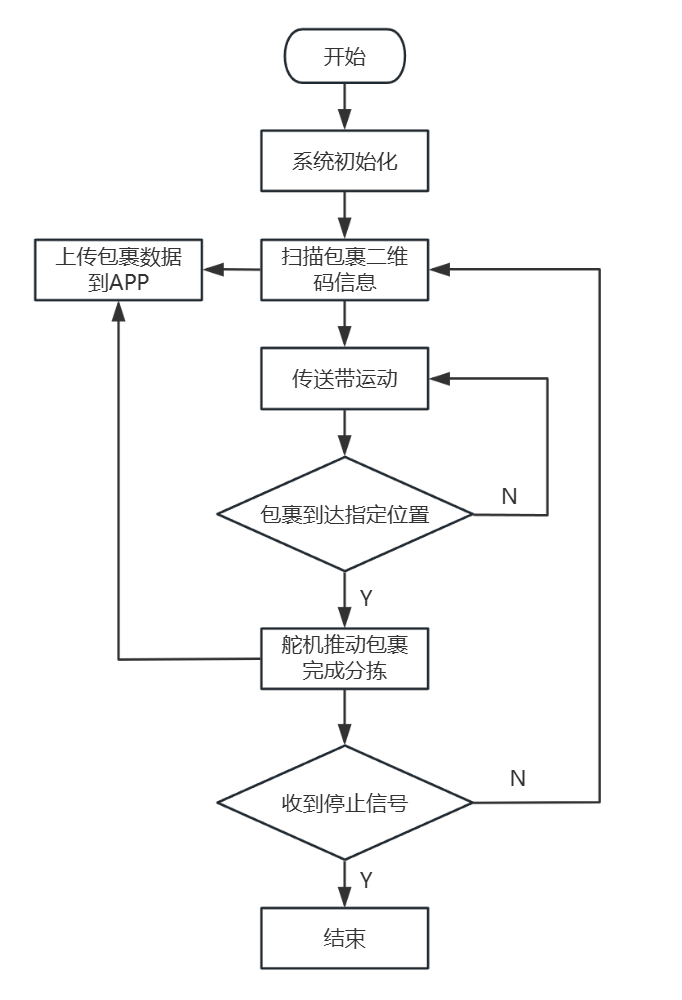 开始
系统初始化
上传包裹数据
到APP
扫描包裹二维
码信息
传送带运动
N
包裹到达指定位置
Y
舵机推动包裹
完成分拣
N
收到停止信号
Y
结束